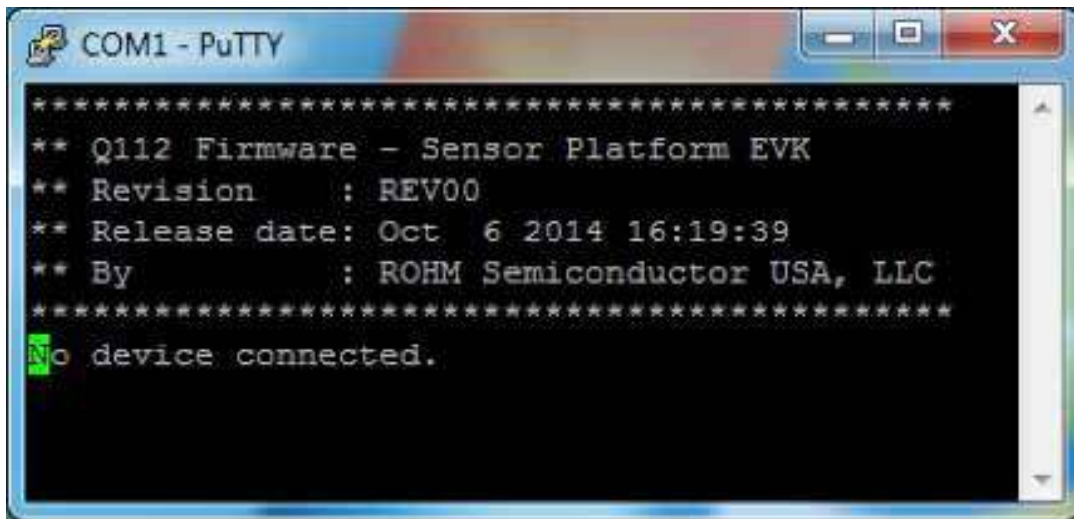 COM1 - PuTTY
*********************************************
** Q112 Firmware - Sensor Platform EVK
** Revision    : REV00
** Release date: Oct  6 2014 16:19:39
** By          : ROHM Semiconductor USA, LLC
*********************************************
No device connected.